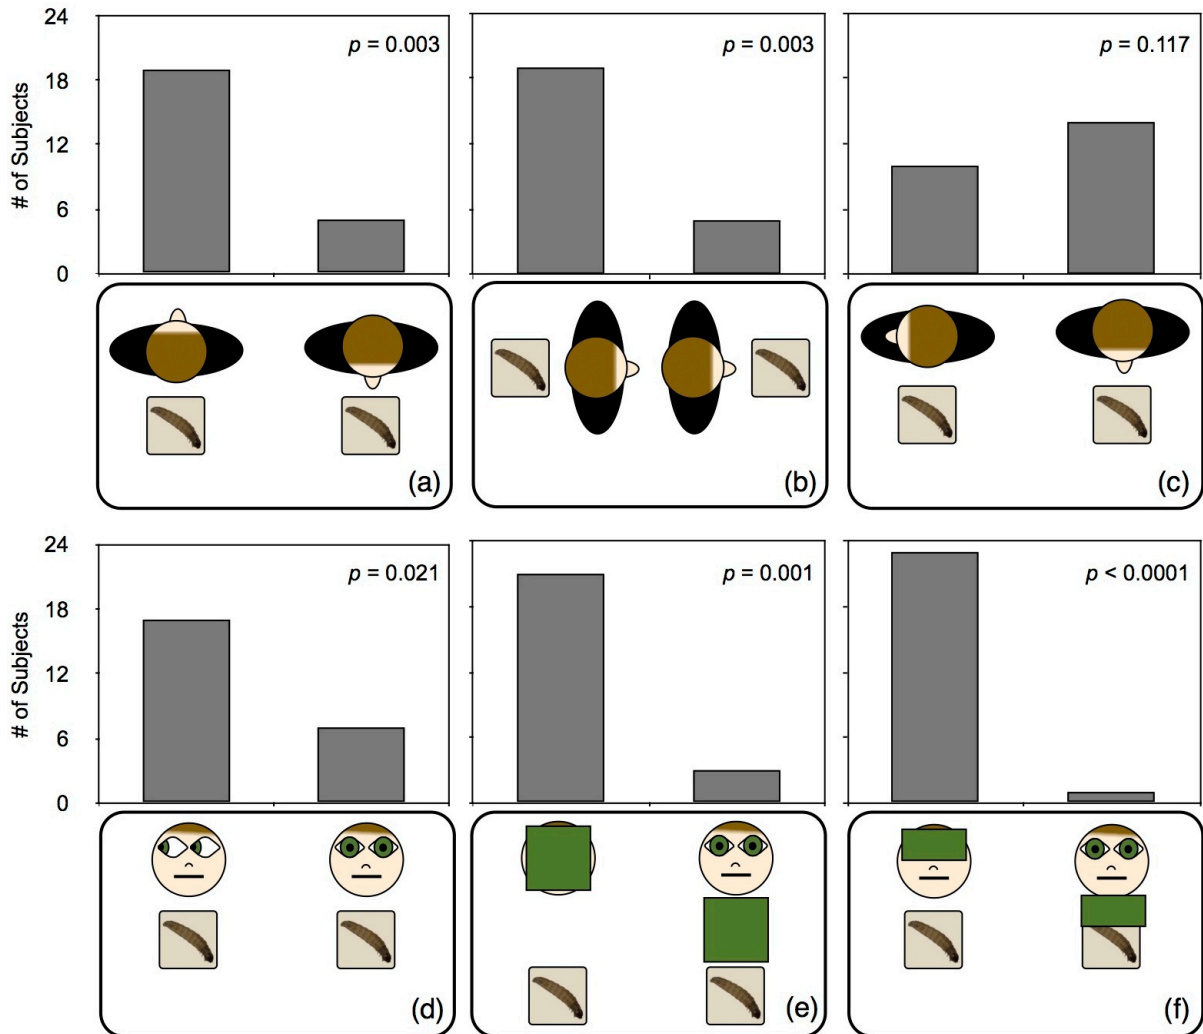 24
18
12
6
0
# of Subjects
p = 0.003
p = 0.003
p = 0.117
(a)
(b)
(c)
24
18
12
6
0
# of Subjects
p = 0.021
p = 0.001
p < 0.0001
(d)
(e)
(f)